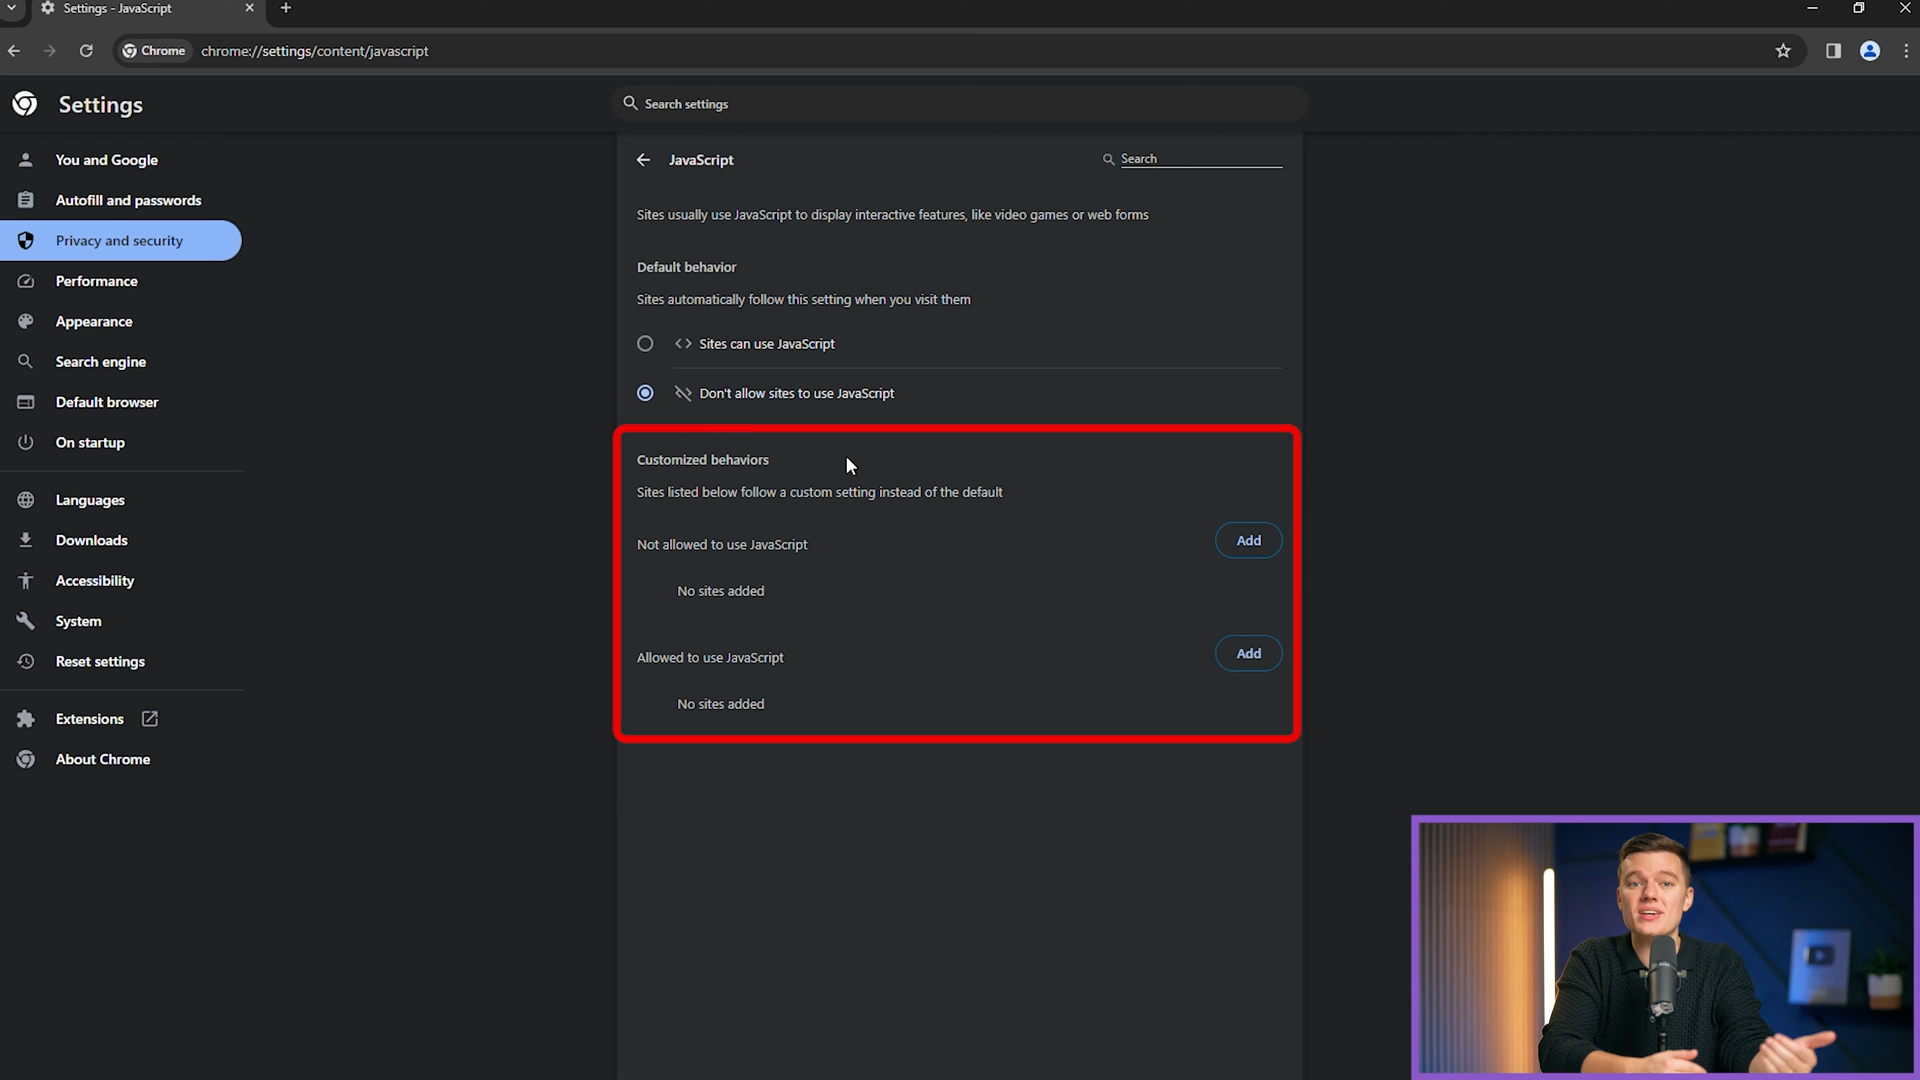 Settings - JavaScript
Chrome
chrome://settings/content/javascript
Settings
Search settings
You and Google
Autofill and passwords
Privacy and security
Performance
Appearance
Search engine
Default browser
On startup
Languages
Downloads
Accessibility
System
Reset settings
Extensions
About Chrome
JavaScript
Search
Sites usually use JavaScript to display interactive features, like video games or web forms
Default behavior
Sites automatically follow this setting when you visit them
Sites can use JavaScript
Don't allow sites to use JavaScript
Customized behaviors
Sites listed below follow a custom setting instead of the default
Not allowed to use JavaScript
Add
No sites added
Allowed to use JavaScript
Add
No sites added